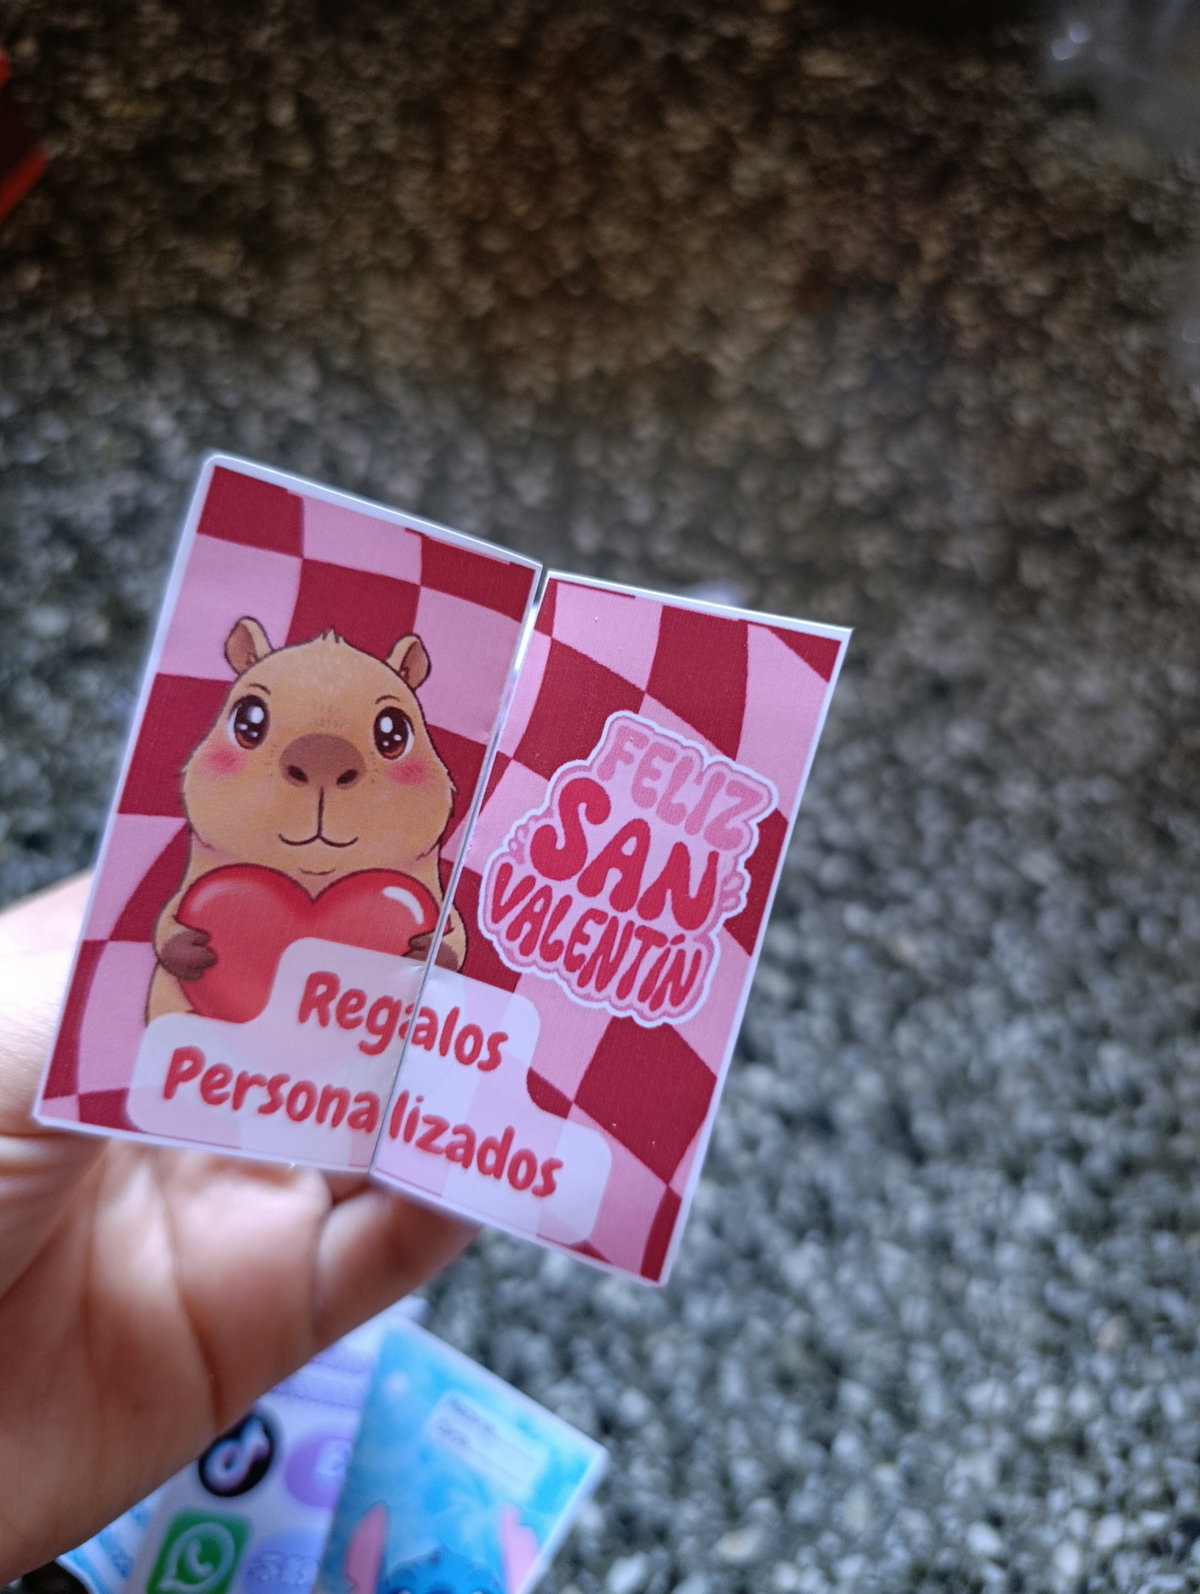 FELIZ
SAN
VALENTÍN
Regalos
Personalizados